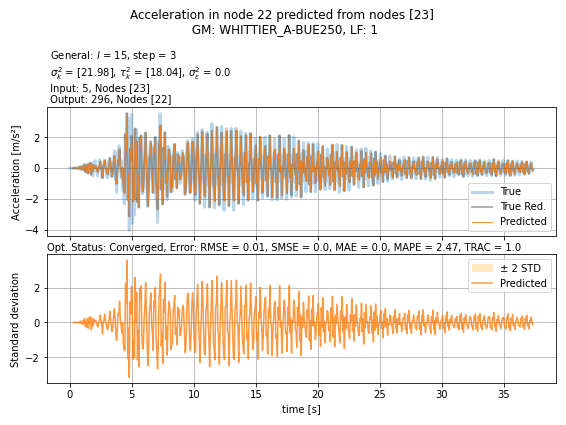 Acceleration in node 22 predicted from nodes [23]
GM: WHITTIER_A-BUE250, LF: 1
General: l = 15, step = 3
σ²ₖ = [21.98], τ²ₖ = [18.04], σ²ε = 0.0
Input: 5, Nodes [23]
Output: 296, Nodes [22]
Acceleration [m/s²]
2
0
−2
−4
True
True Red.
Predicted
Opt. Status: Converged, Error: RMSE = 0.01, SMSE = 0.0, MAE = 0.0, MAPE = 2.47, TRAC = 1.0
Standard deviation
2
0
−2
± 2 STD
Predicted
0 5 10 15 20 25 30 35
time [s]